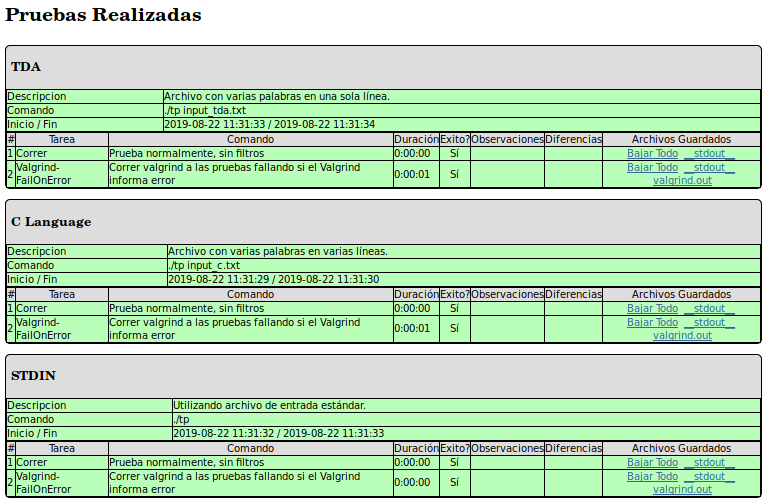 Pruebas Realizadas
TDA
Descripcion Archivo con varias palabras en una sola línea.
Comando ./tp input_tda.txt
Inicio / Fin 2019-08-22 11:31:33 / 2019-08-22 11:31:34
# Tarea Comando Duración Exito? Observaciones Diferencias Archivos Guardados
1 Correr Prueba normalmente, sin filtros 0:00:00 Sí Bajar Todo __stdout__
2 Valgrind-FailOnError Correr valgrind a las pruebas fallando si el Valgrind informa error 0:00:01 Sí Bajar Todo __stdout__ valgrind.out
C Language
Descripcion Archivo con varias palabras en varias líneas.
Comando ./tp input_c.txt
Inicio / Fin 2019-08-22 11:31:29 / 2019-08-22 11:31:30
# Tarea Comando Duración Exito? Observaciones Diferencias Archivos Guardados
1 Correr Prueba normalmente, sin filtros 0:00:00 Sí Bajar Todo __stdout__
2 Valgrind-FailOnError Correr valgrind a las pruebas fallando si el Valgrind informa error 0:00:01 Sí Bajar Todo __stdout__ valgrind.out
STDIN
Descripcion Utilizando archivo de entrada estándar.
Comando ./tp
Inicio / Fin 2019-08-22 11:31:32 / 2019-08-22 11:31:33
# Tarea Comando Duración Exito? Observaciones Diferencias Archivos Guardados
1 Correr Prueba normalmente, sin filtros 0:00:00 Sí Bajar Todo __stdout__
2 Valgrind-FailOnError Correr valgrind a las pruebas fallando si el Valgrind informa error 0:00:00 Sí Bajar Todo __stdout__ valgrind.out